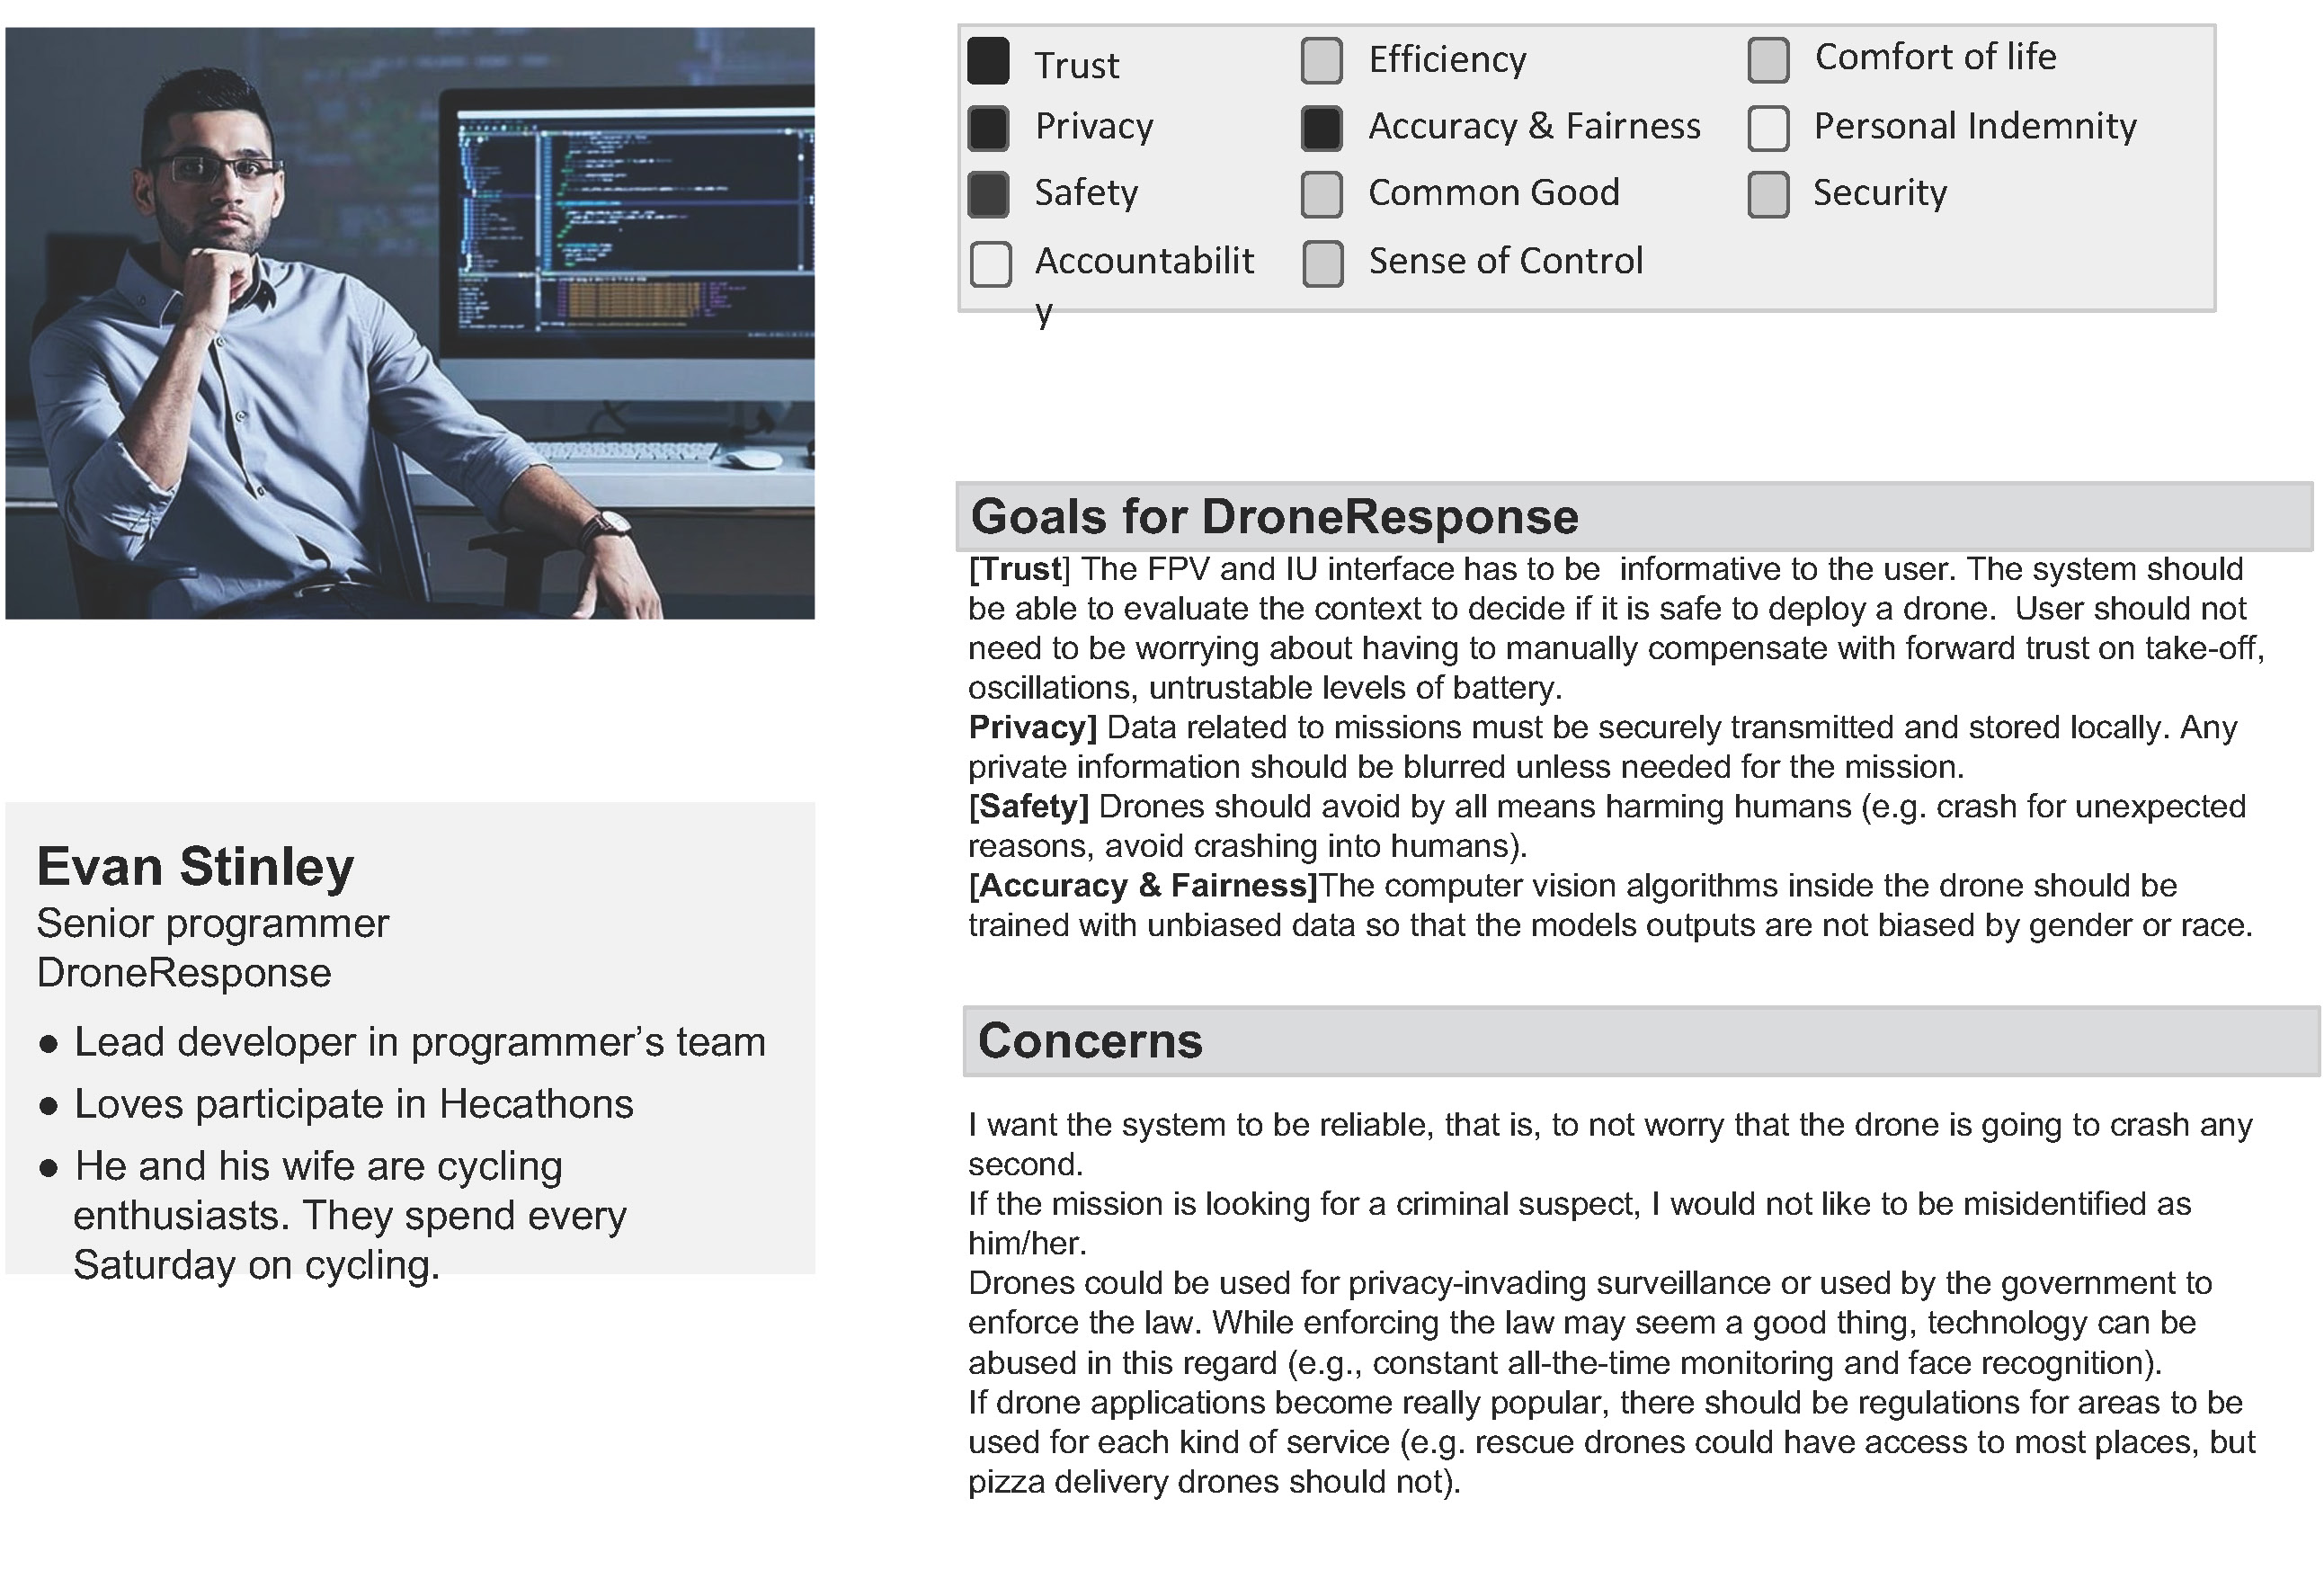 Trust
Privacy
Safety
Accountabilit
y
Efficiency
Accuracy & Fairness
Common Good
Sense of Control
Comfort of life
Personal Indemnity
Security
Evan Stinley
Senior programmer
DroneResponse
● Lead developer in programmer’s team
● Loves participate in Hecathons
● He and his wife are cycling
enthusiasts. They spend every
Saturday on cycling.
Goals for DroneResponse
[Trust] The FPV and IU interface has to be  informative to the user. The system should
be able to evaluate the context to decide if it is safe to deploy a drone.  User should not
need to be worrying about having to manually compensate with forward trust on take-off,
oscillations, untrustable levels of battery.
Privacy] Data related to missions must be securely transmitted and stored locally. Any
private information should be blurred unless needed for the mission.
[Safety] Drones should avoid by all means harming humans (e.g. crash for unexpected
reasons, avoid crashing into humans).
[Accuracy & Fairness]The computer vision algorithms inside the drone should be
trained with unbiased data so that the models outputs are not biased by gender or race.
Concerns
I want the system to be reliable, that is, to not worry that the drone is going to crash any
second.
If the mission is looking for a criminal suspect, I would not like to be misidentified as
him/her.
Drones could be used for privacy-invading surveillance or used by the government to
enforce the law. While enforcing the law may seem a good thing, technology can be
abused in this regard (e.g., constant all-the-time monitoring and face recognition).
If drone applications become really popular, there should be regulations for areas to be
used for each kind of service (e.g. rescue drones could have access to most places, but
pizza delivery drones should not).